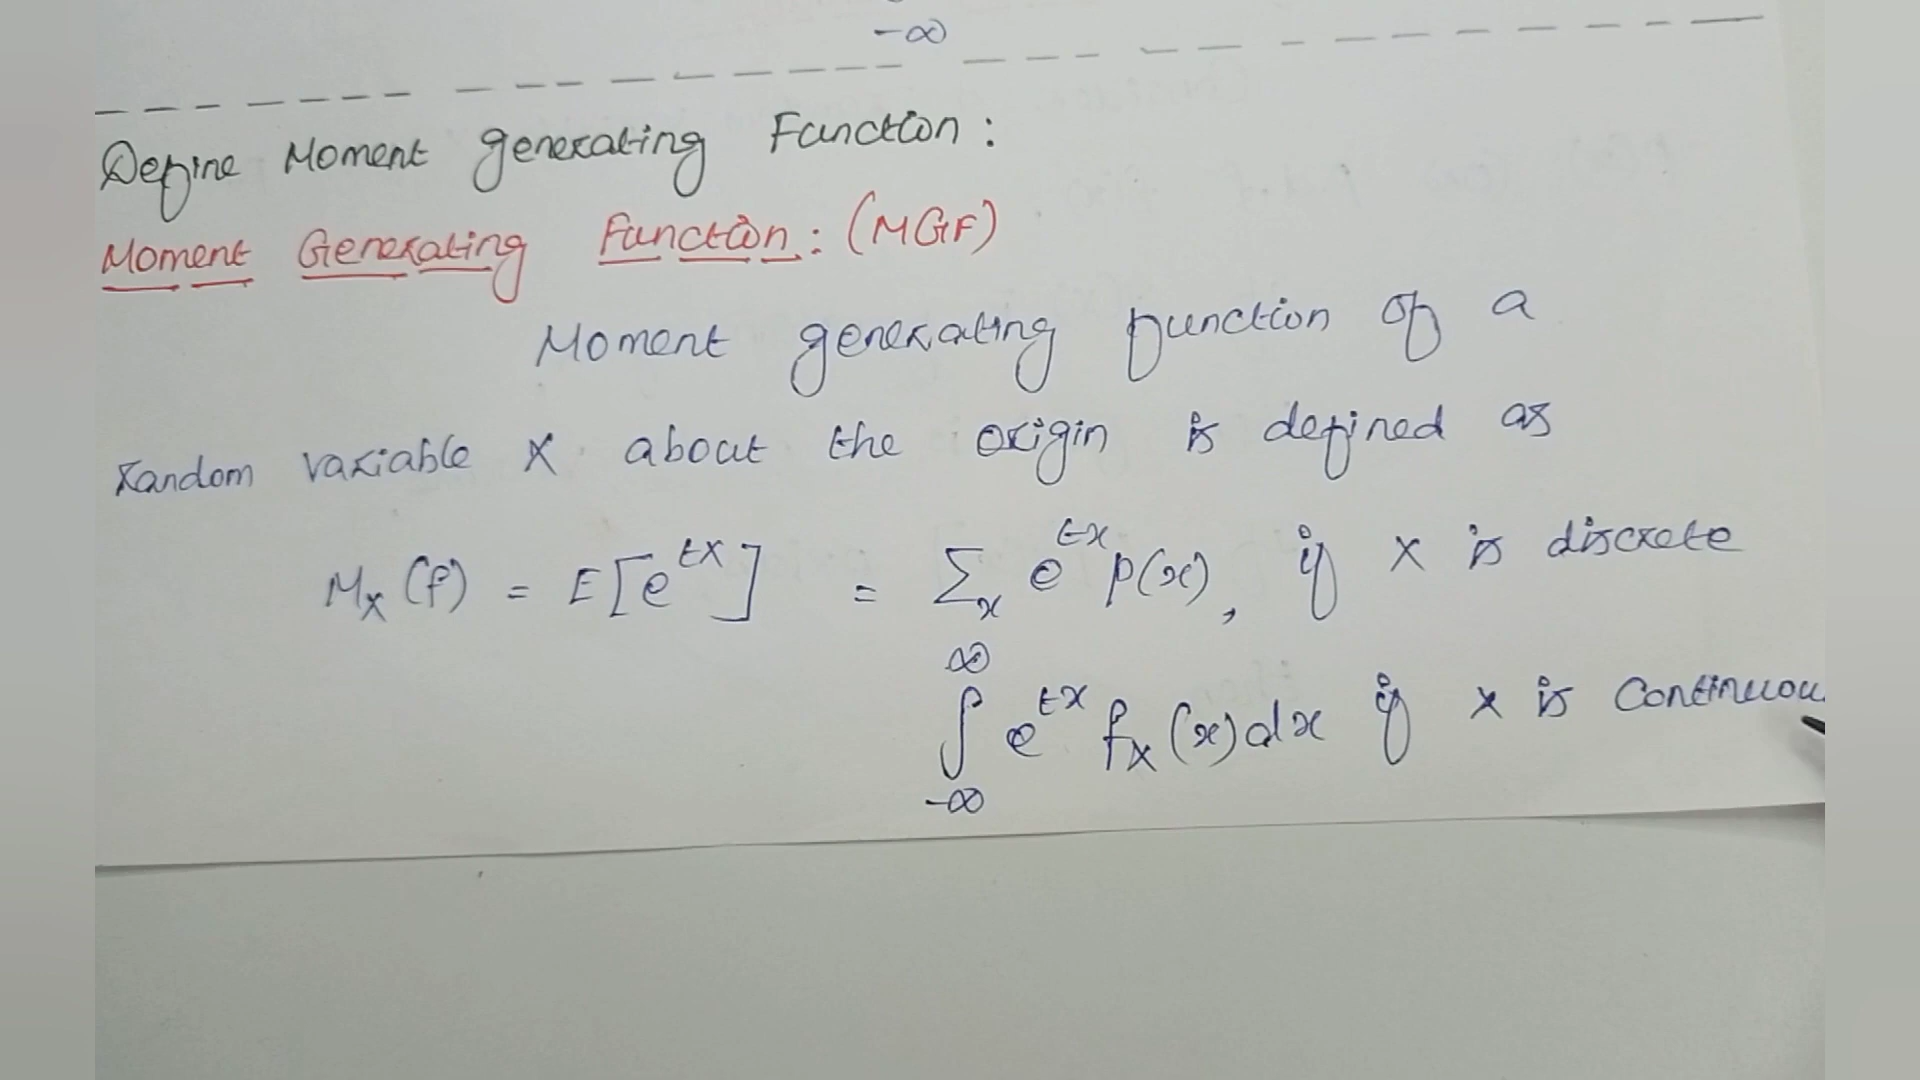 -∞
Define Moment generating Function :
Moment Generating Function : (MGF)
Moment generating function of a
random variable X about the origin is defined as
Mx (f) = E[e^tX] = Σx e^tx p(x), if X is discrete
∞
∫ e^tx fx (x)dx if x is continuou
-∞